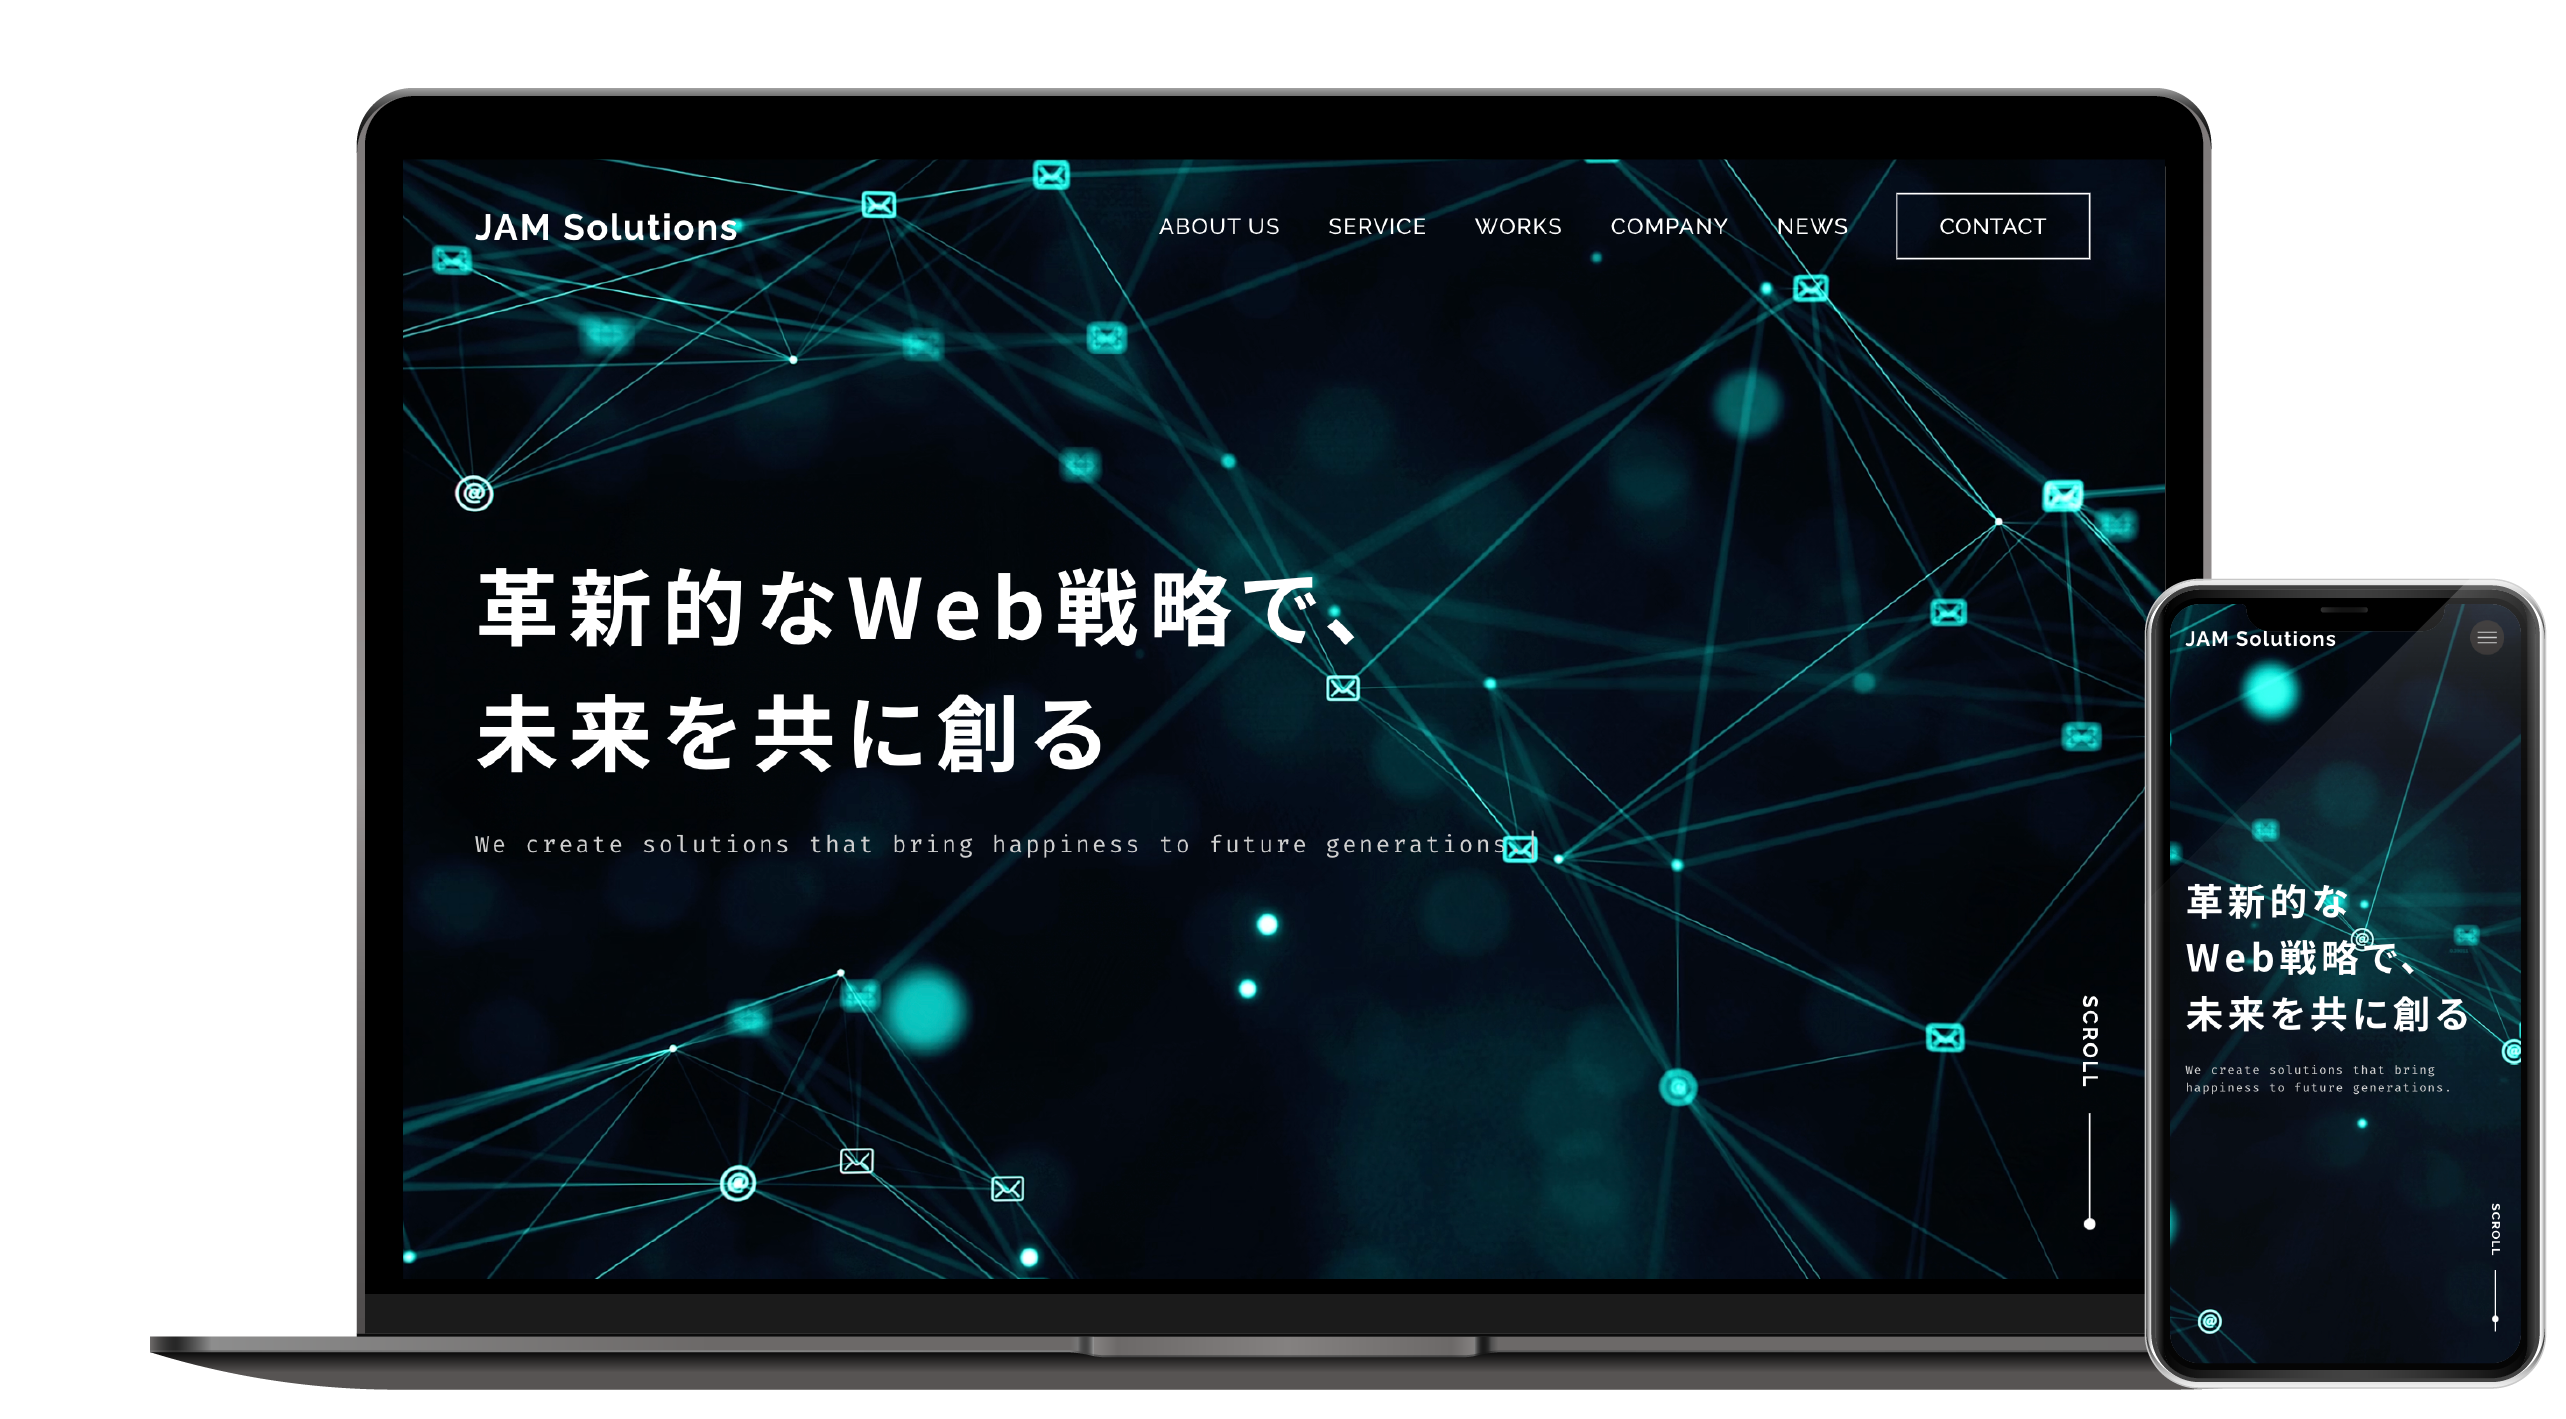 JAM Solutions
ABOUT US SERVICE WORKS COMPANY NEWS CONTACT
革新的なWeb戦略で、
未来を共に創る
We create solutions that bring happiness to future generations
SCROLL
JAM Solutions
革新的な
Web戦略で、
未来を共に創る
We create solutions that bring
happiness to future generations.
SCROLL